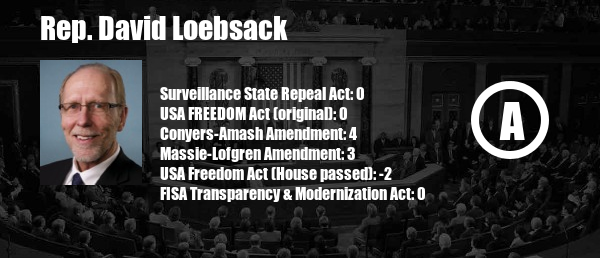 Rep. David Loebsack
Surveillance State Repeal Act: 0
USA FREEDOM Act (original): 0
Conyers-Amash Amendment: 4
Massie-Lofgren Amendment: 3
USA Freedom Act (House passed): -2
FISA Transparency & Modernization Act: 0
A